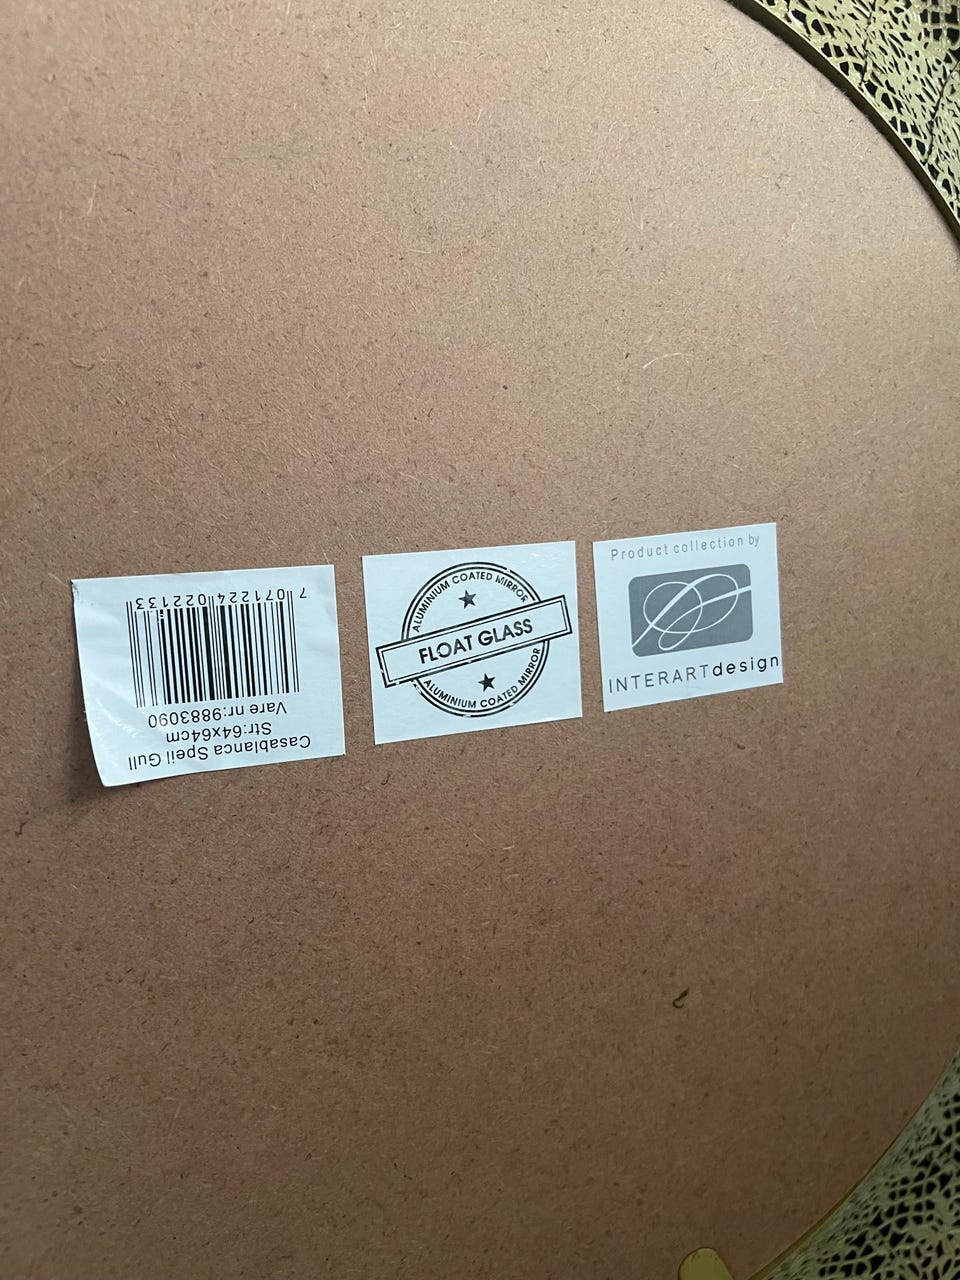 Casablanca Speil Gull
Str:64x64cm
Vare nr:9883090
7 071224 022133
ALUMINIUM COATED MIRROR
FLOAT GLASS
ALUMINIUM COATED MIRROR
Product collection by
INTERARTdesign